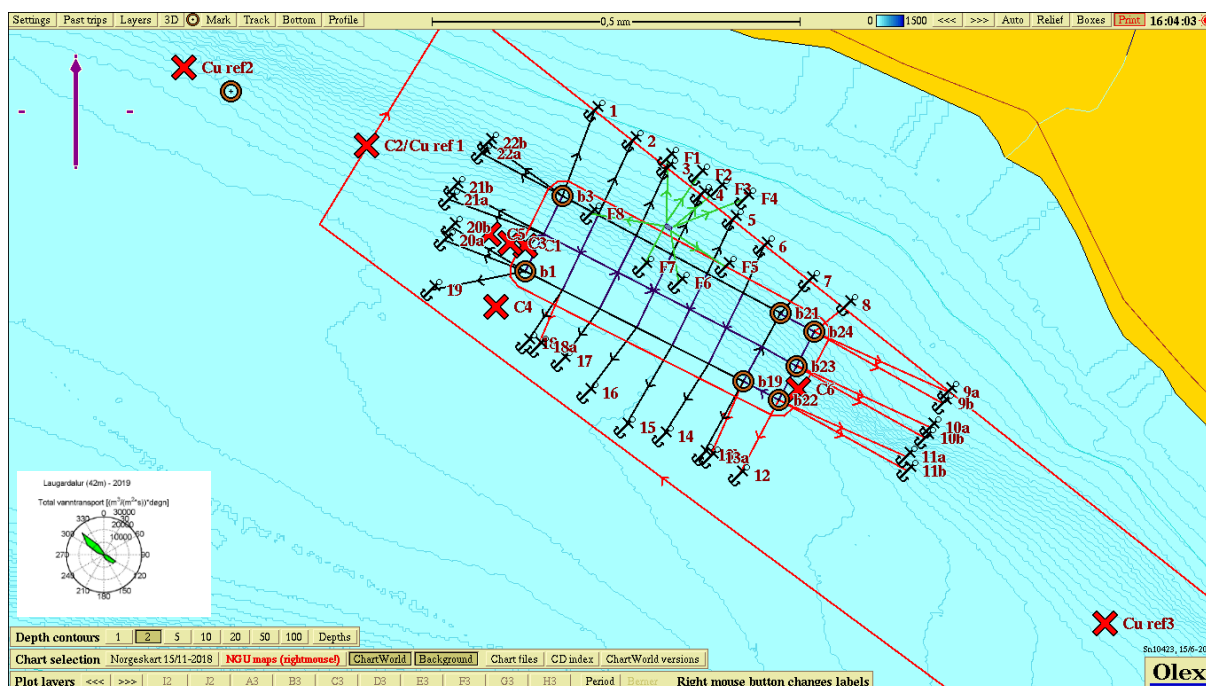 Settings Past trips Layers 3D Mark Track Bottom Profile 0,5 nm 0 1500 <<< >>> Auto Relief Boxes Print 16:04:03
Cu ref2
C2/Cu ref 1
1
2
22b
22a
F1
3
F2
4
F3
F4
21b
21a
b3
F8
5
20b
20a
C5
C3
C1
6
b1
F7
F5
F6
7
19
C4
8
b21
b24
18a
17
b23
16
b19
C6
b22
9a
9b
15
14
10a
10b
13a
12
11a
11b
Laugardalur (42m) - 2019
Total vanntransport [(m³/(m²*s))*døgn]
0
30000
20000
10000
30
60
90
120
150
180
210
240
270
300
330
Cu ref3
Depth contours 1 2 5 10 20 50 100 Depths
Sn10423, 15/6-20
Chart selection Norgeskart 15/11-2018 NGU maps (rightmouse!) ChartWorld Background Chart files CD index ChartWorld versions
Olex
Plot layers <<< >>> I2 J2 A3 B3 C3 D3 E3 F3 G3 H3 Period Right mouse button changes labels